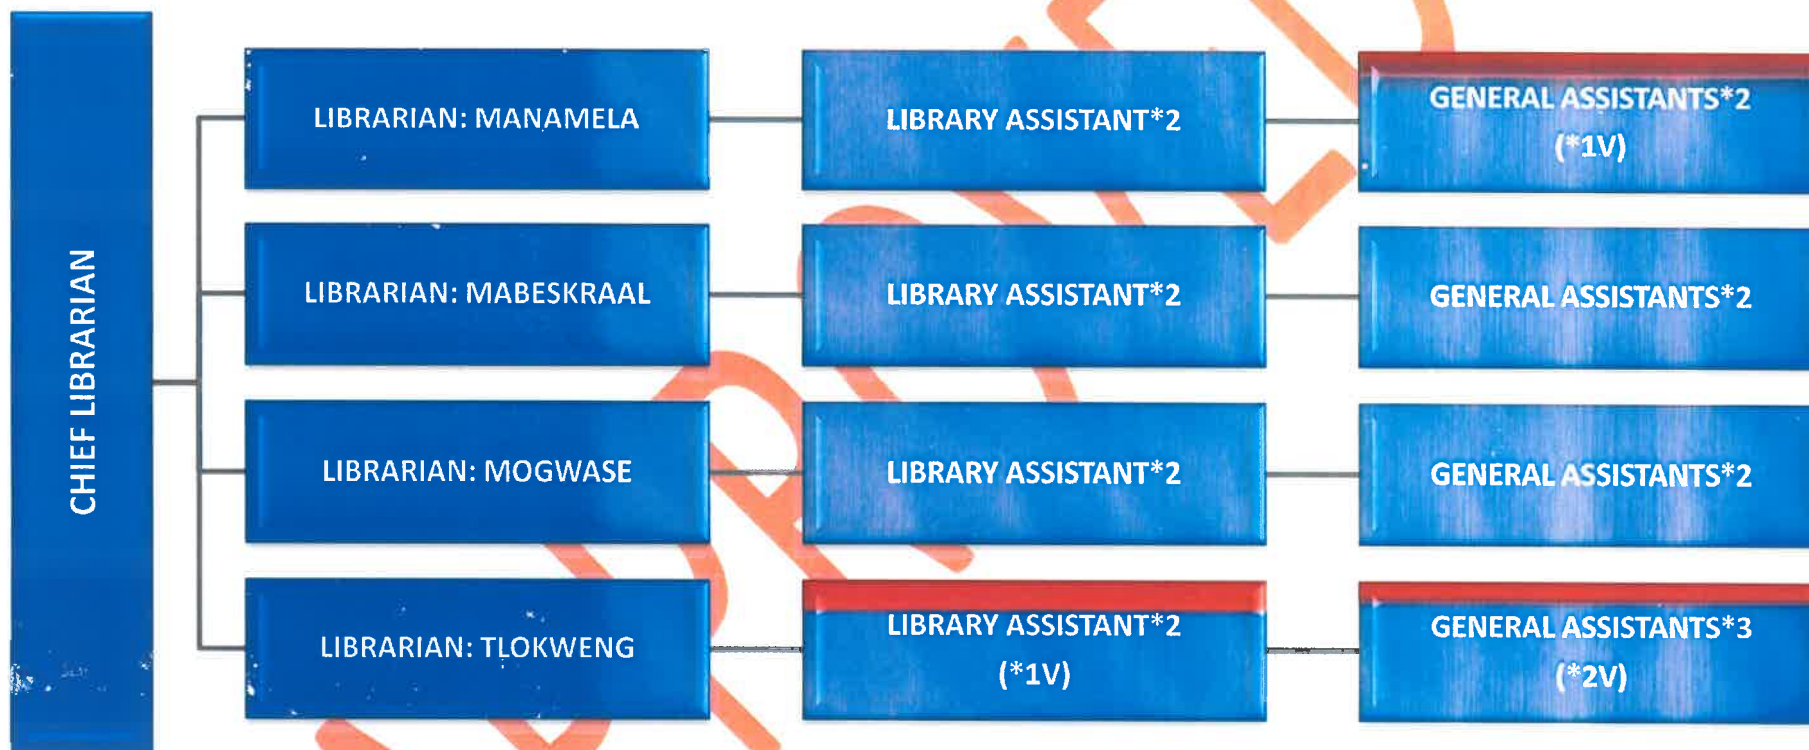 CHIEF LIBRARIAN
LIBRARIAN: MANAMELA
LIBRARY ASSISTANT*2
GENERAL ASSISTANTS*2
(*1V)
LIBRARIAN: MABESKRAAL
LIBRARY ASSISTANT*2
GENERAL ASSISTANTS*2
LIBRARIAN: MOGWASE
LIBRARY ASSISTANT*2
GENERAL ASSISTANTS*2
LIBRARIAN: TLOKWENG
LIBRARY ASSISTANT*2
(*1V)
GENERAL ASSISTANTS*3
(*2V)